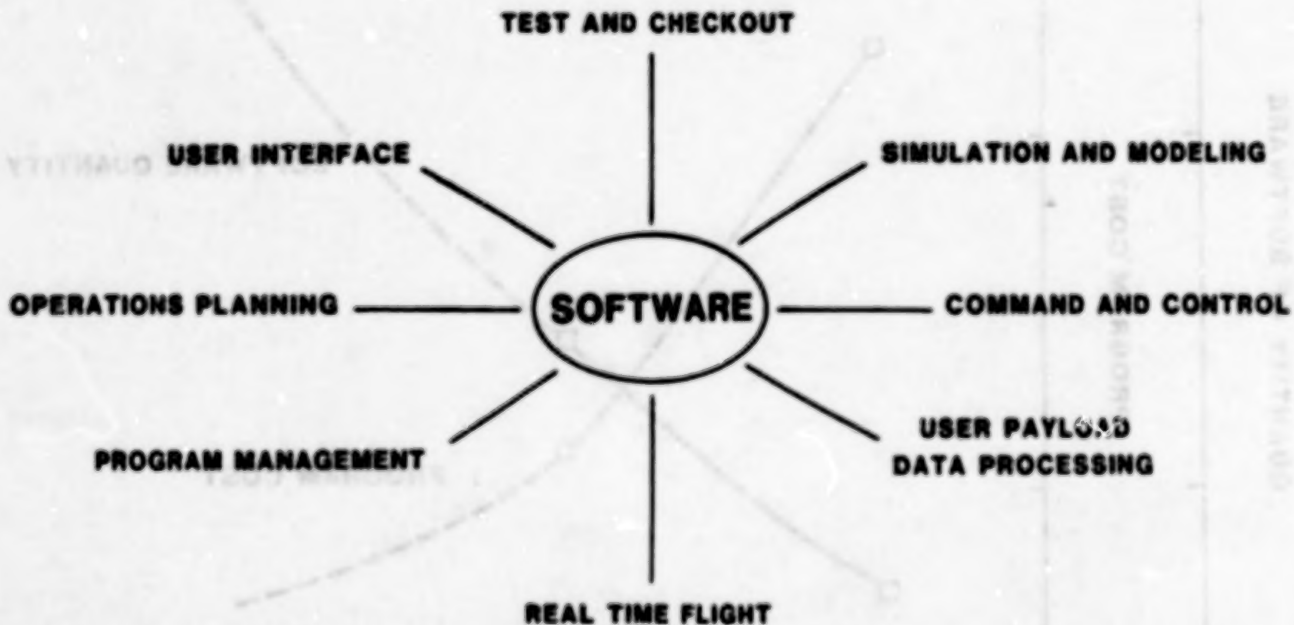 TEST AND CHECKOUT
USER INTERFACE
SIMULATION AND MODELING
OPERATIONS PLANNING
SOFTWARE
COMMAND AND CONTROL
PROGRAM MANAGEMENT
USER PAYLOAD
DATA PROCESSING
REAL TIME FLIGHT